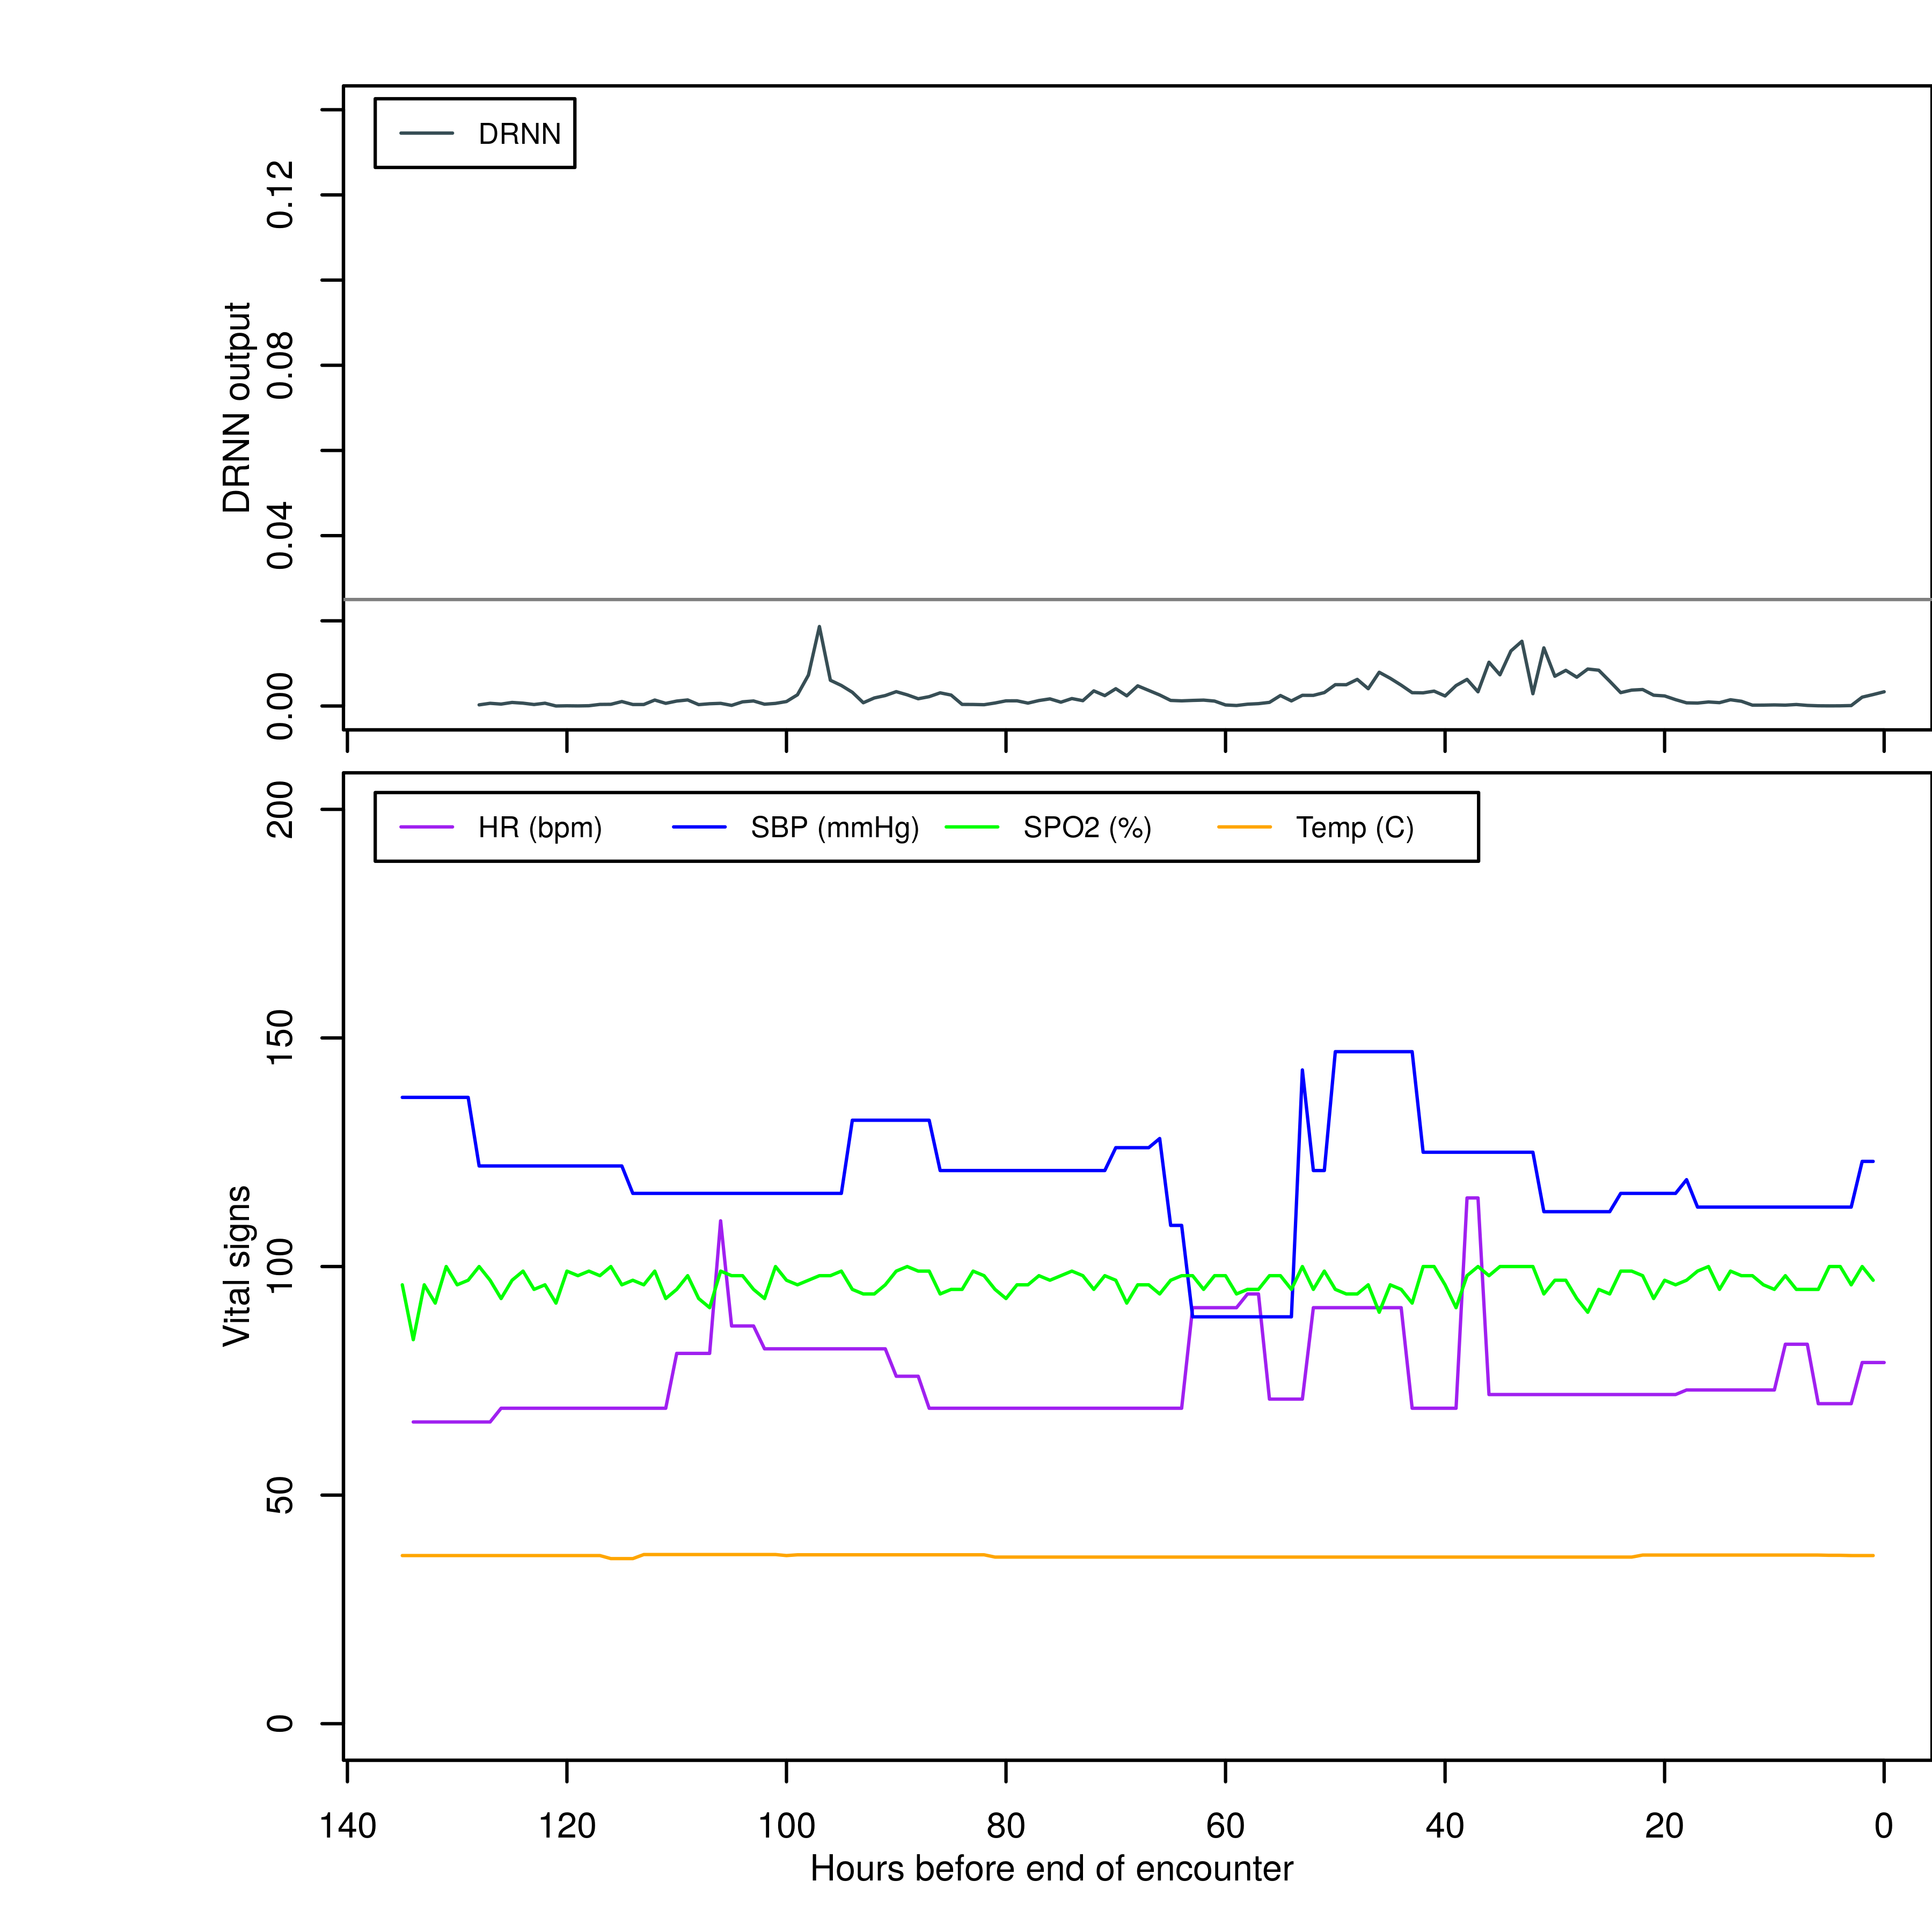 DRNN
DRNN output
0.12
0.08
0.04
0.00
HR (bpm) SBP (mmHg) SPO2 (%) Temp (C)
Vital signs
200
150
100
50
0
140 120 100 80 60 40 20 0
Hours before end of encounter